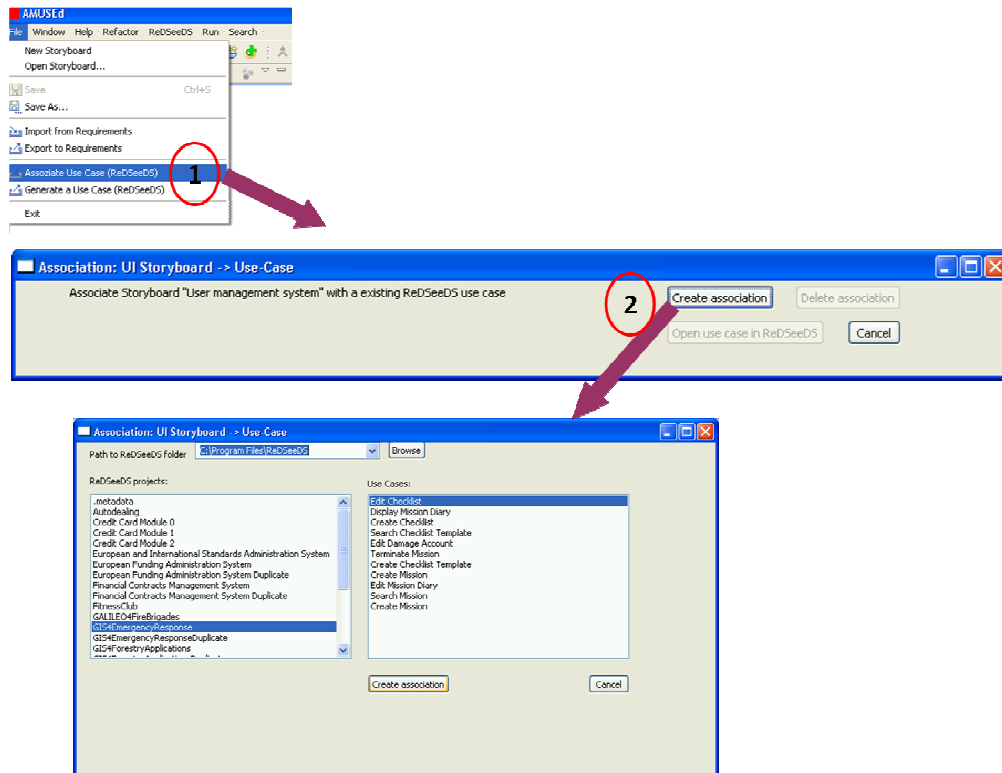 AMUSEd
File Window Help Refactor ReDSeeDS Run Search
New Storyboard
Open Storyboard...
Save Ctrl+S
Save As...
Import from Requirements
Export to Requirements
Assoziate Use Case (ReDSeeDS)
1
Generate a Use Case (ReDSeeDS)
Exit
Association: UI Storyboard -> Use-Case
Associate Storyboard "User management system" with a existing ReDSeeDS use case
2
Create association
Delete association
Open use case in ReDSeeDS
Cancel
Association: UI Storyboard -> Use-Case
Path to ReDSeeDS folder
C:\Program Files\ReDSeeDS
Browse
ReDSeeDS projects:
.metadata
Autodealing
Credit Card Module 0
Credit Card Module 1
Credit Card Module 2
European and International Standards Administration System
European Funding Administration System
European Funding Administration System Duplicate
Financial Contracts Management System
Financial Contracts Management System Duplicate
FitnessClub
GALILEO4FireBrigades
GIS4EmergencyResponse
GIS4EmergencyResponseDuplicate
GIS4ForestryApplications
Use Cases:
Edit Checklist
Display Mission Diary
Create Checklist
Search Checklist Template
Edit Damage Account
Terminate Mission
Create Checklist Template
Create Mission
Edit Mission Diary
Search Mission
Create Mission
Create association
Cancel